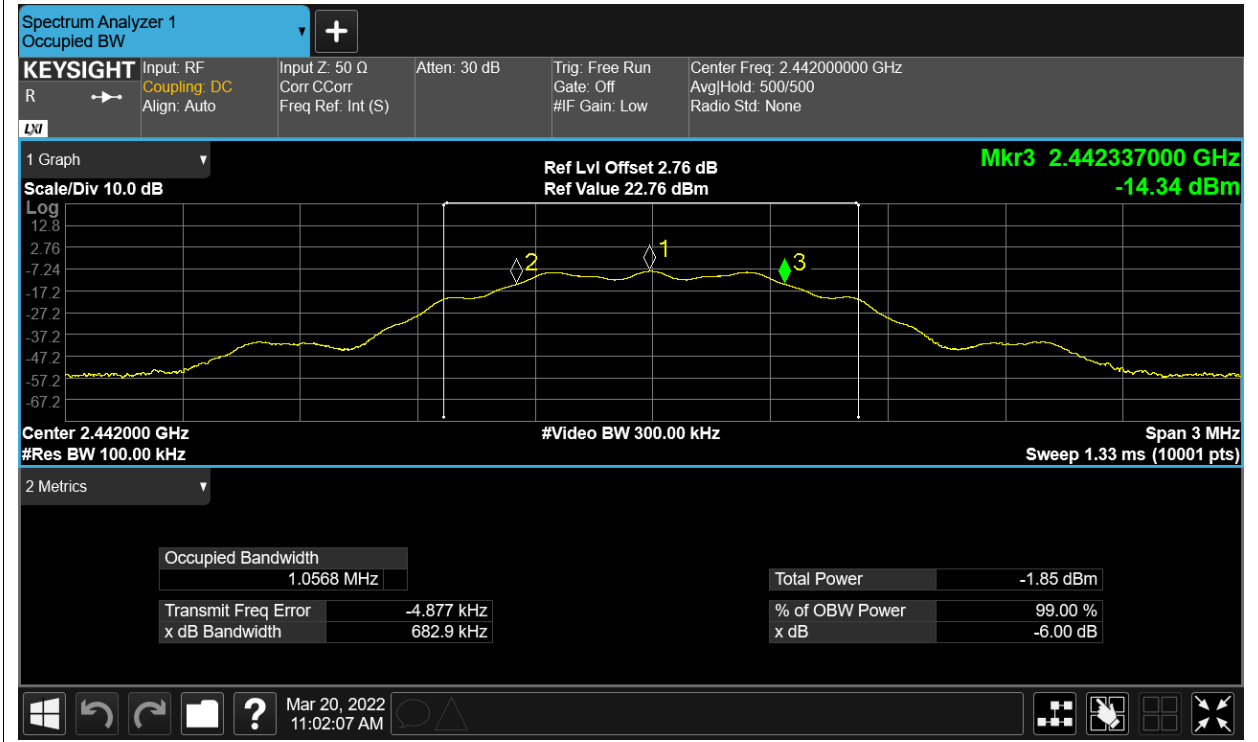 Spectrum Analyzer 1
Occupied BW
KEYSIGHT Input: RF Input Z: 50 Ω Atten: 30 dB Trig: Free Run Center Freq: 2.442000000 GHz
R Coupling: DC Corr CCorr Gate: Off Avg|Hold: 500/500
Align: Auto Freq Ref: Int (S) #IF Gain: Low Radio Std: None
LXI
1 Graph Ref Lvl Offset 2.76 dB Mkr3 2.442337000 GHz
Scale/Div 10.0 dB Ref Value 22.76 dBm -14.34 dBm
Log
12.8
2.76
-7.24
-17.2
-27.2
-37.2
-47.2
-57.2
-67.2
2
1
3
Center 2.442000 GHz #Video BW 300.00 kHz Span 3 MHz
#Res BW 100.00 kHz Sweep 1.33 ms (10001 pts)
2 Metrics
Occupied Bandwidth
1.0568 MHz Total Power -1.85 dBm
Transmit Freq Error -4.877 kHz % of OBW Power 99.00 %
x dB Bandwidth 682.9 kHz x dB -6.00 dB
? Mar 20, 2022
11:02:07 AM